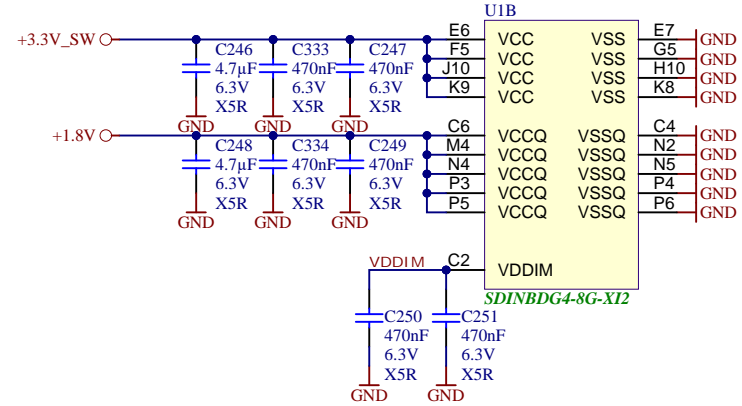 U1B
+3.3V_SW
C246 C333 C247
4.7µF 470nF 470nF
6.3V 6.3V 6.3V
X5R X5R X5R
GND GND GND
E6 VCC VSS E7 GND
F5 VCC VSS G5 GND
J10 VCC VSS H10 GND
K9 VCC VSS K8 GND
+1.8V
C248 C334 C249
4.7µF 470nF 470nF
6.3V 6.3V 6.3V
X5R X5R X5R
GND GND GND
C6 VCCQ VSSQ C4 GND
M4 VCCQ VSSQ N2 GND
N4 VCCQ VSSQ N5 GND
P3 VCCQ VSSQ P4 GND
P5 VCCQ VSSQ P6 GND
VDDIM C2 VDDIM
SDINBDG4-8G-XI2
C250 C251
470nF 470nF
6.3V 6.3V
X5R X5R
GND GND